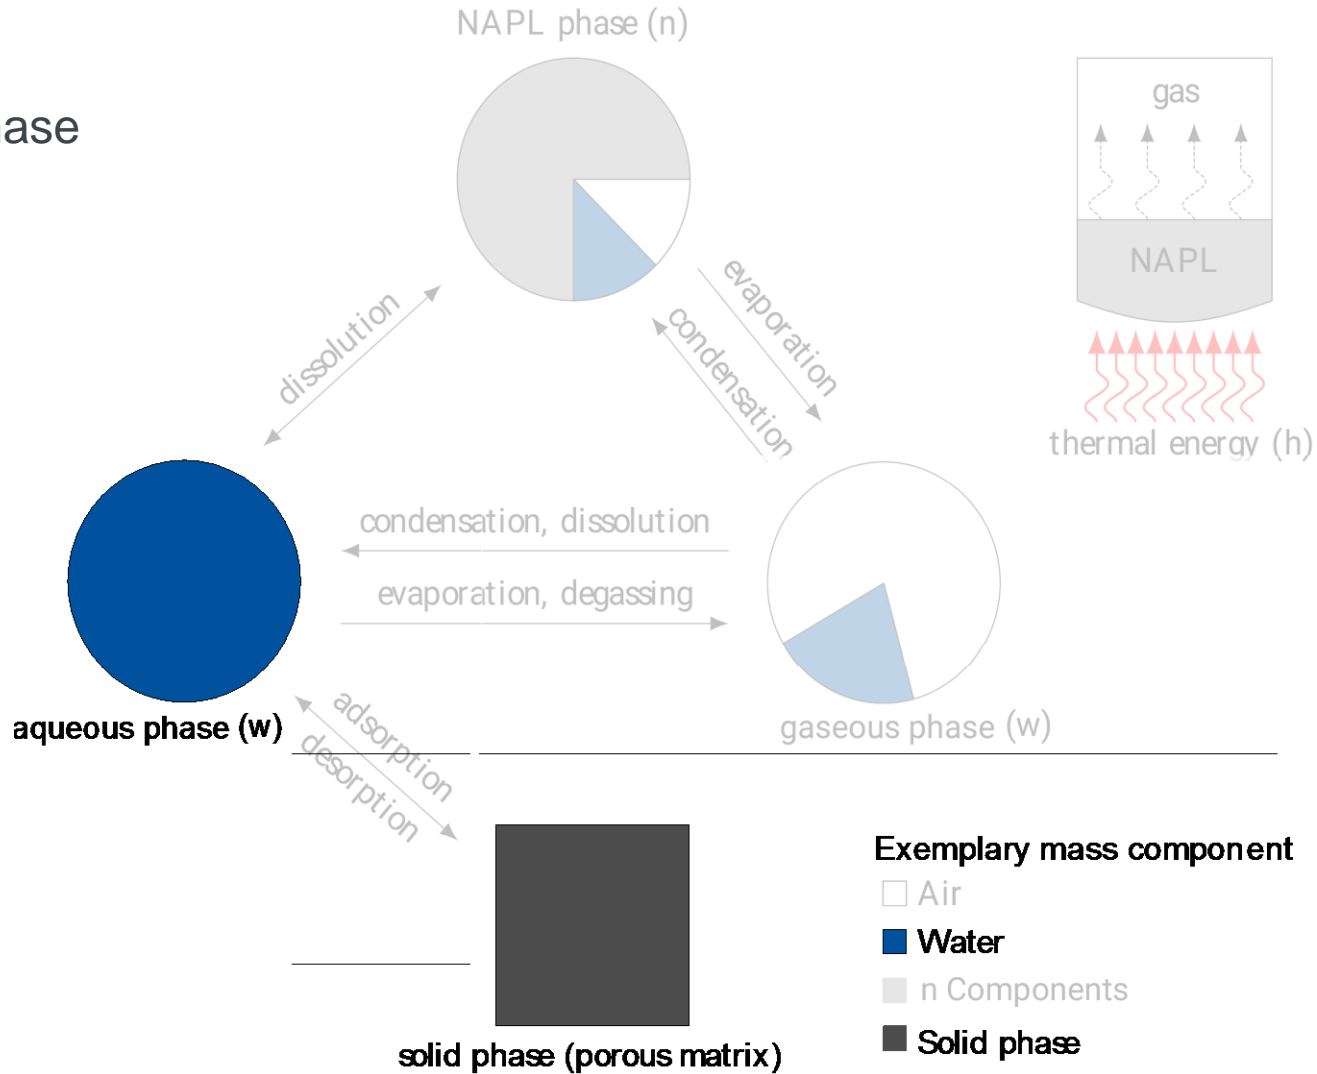 NAPL phase (n)
ase
gas
NAPL
thermal energy (h)
dissolution
evaporation
condensation
condensation, dissolution
evaporation, degassing
aqueous phase (w)
gaseous phase (w)
adsorption
desorption
solid phase (porous matrix)
Exemplary mass component
Air
Water
n Components
Solid phase